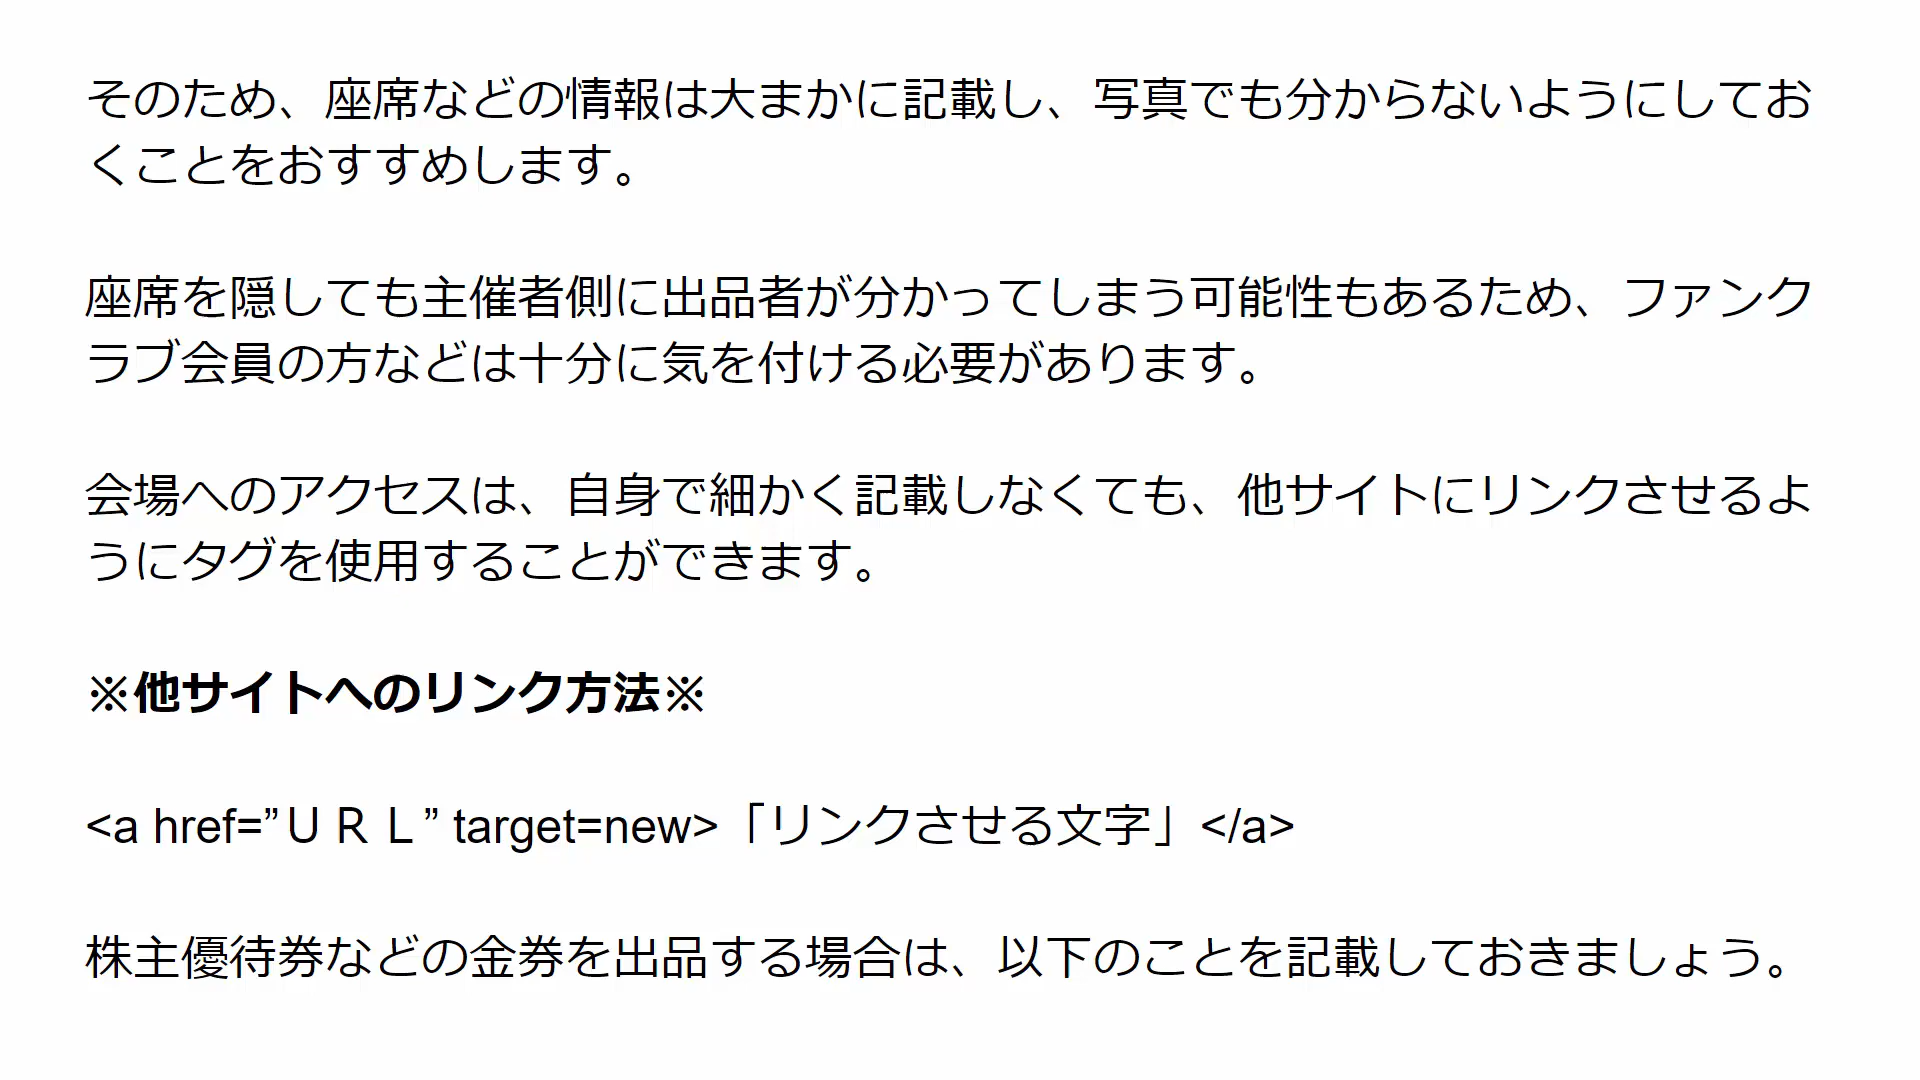 そのため、座席などの情報は大まかに記載し、写真でも分からないようにしてお
くことをおすすめします。
座席を隠しても主催者側に出品者が分かってしまう可能性もあるため、ファンク
ラブ会員の方などは十分に気を付ける必要があります。
会場へのアクセスは、自身で細かく記載しなくても、他サイトにリンクさせるよ
うにタグを使用することができます。
※他サイトへのリンク方法※
<a href=”ＵＲＬ” target=new>「リンクさせる文字」</a>
株主優待券などの金券を出品する場合は、以下のことを記載しておきましょう。